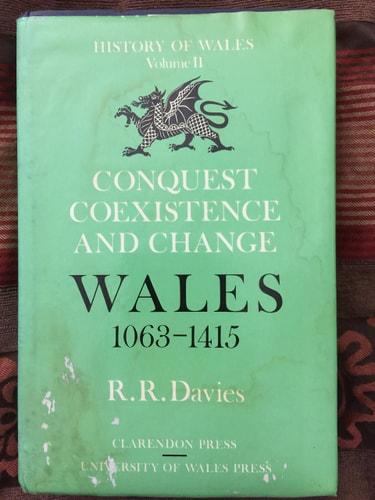 HISTORY OF WALES
Volume II
CONQUEST
COEXISTENCE
AND CHANGE
WALES
1063-1415
R.R.Davies
CLARENDON PRESS
UNIVERSITY OF WALES PRESS